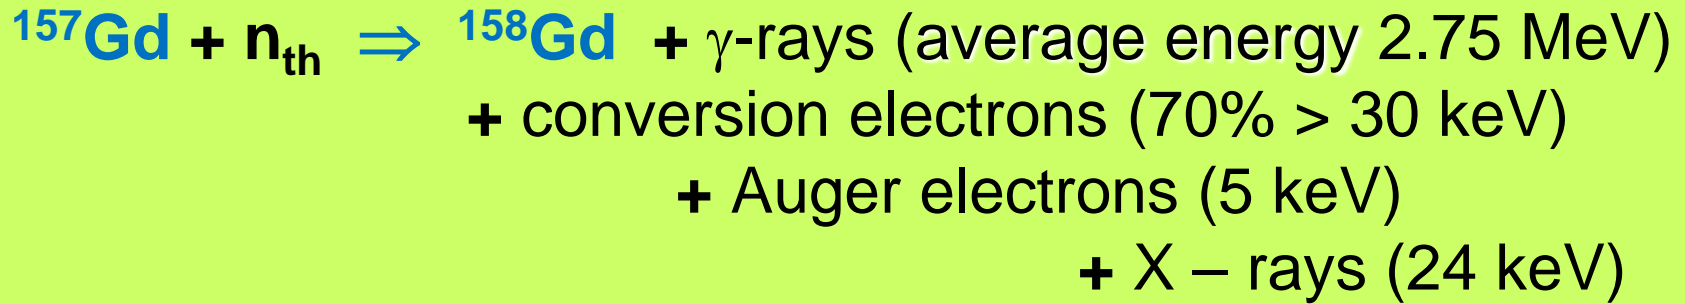 ¹⁵⁷Gd + nₜₕ ⇒ ¹⁵⁸Gd + γ-rays (average energy 2.75 MeV)
+ conversion electrons (70% > 30 keV)
+ Auger electrons (5 keV)
+ X – rays (24 keV)